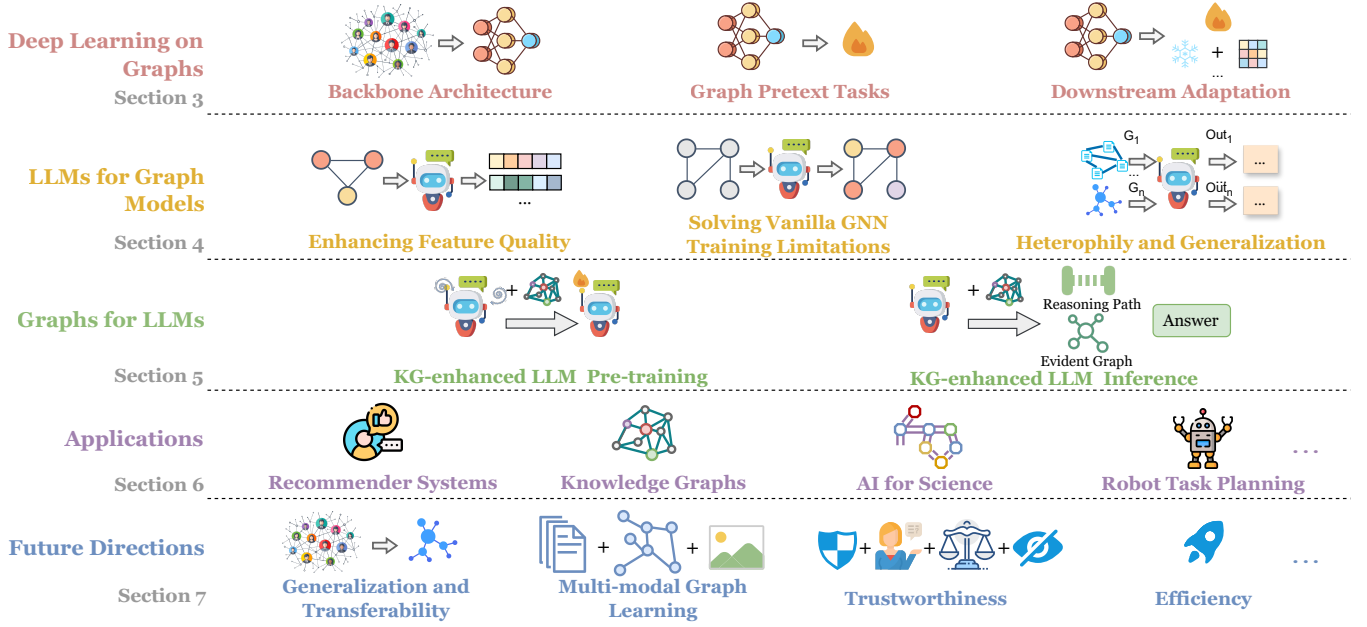 Deep Learning on
Graphs
Section 3
+
...
Backbone Architecture
Graph Pretext Tasks
Downstream Adaptation
LLMs for Graph
Models
Section 4
...
Enhancing Feature Quality
Solving Vanilla GNN
Training Limitations
G1
Out1
...
...
...
Gn
Outn
...
Heterophily and Generalization
Graphs for LLMs
Section 5
+
KG-enhanced LLM Pre-training
+
Reasoning Path
Answer
Evident Graph
KG-enhanced LLM Inference
Applications
Section 6
Recommender Systems
Knowledge Graphs
AI for Science
Robot Task Planning
...
Future Directions
Section 7
Generalization and
Transferability
+ +
Multi-modal Graph
Learning
+ + +
Trustworthiness
Efficiency
...